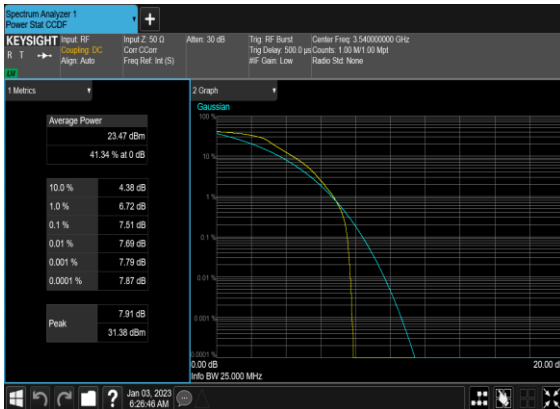 Spectrum Analyzer 1
Power Stat CCDF
+
KEYSIGHT
R T
LXI
Input: RF
Coupling: DC
Align: Auto
Input Z: 50 Ω
Corr CCorr
Freq Ref: Int (S)
Atten: 30 dB
Trig: RF Burst
Trig Delay: 500.0 µs
#IF Gain: Low
Center Freq: 3.540000000 GHz
Counts: 1.00 M/1.00 Mpt
Radio Std: None
1 Metrics
Average Power
23.47 dBm
41.34 % at 0 dB
10.0 % 4.38 dB
1.0 % 6.72 dB
0.1 % 7.51 dB
0.01 % 7.69 dB
0.001 % 7.79 dB
0.0001 % 7.87 dB
Peak
7.91 dB
31.38 dBm
2 Graph
Gaussian
100 %
10 %
1 %
0.1 %
0.01 %
0.001 %
0.0001 %
0.00 dB
20.00 d
Info BW 25.000 MHz
?
Jan 03, 2023
6:26:46 AM